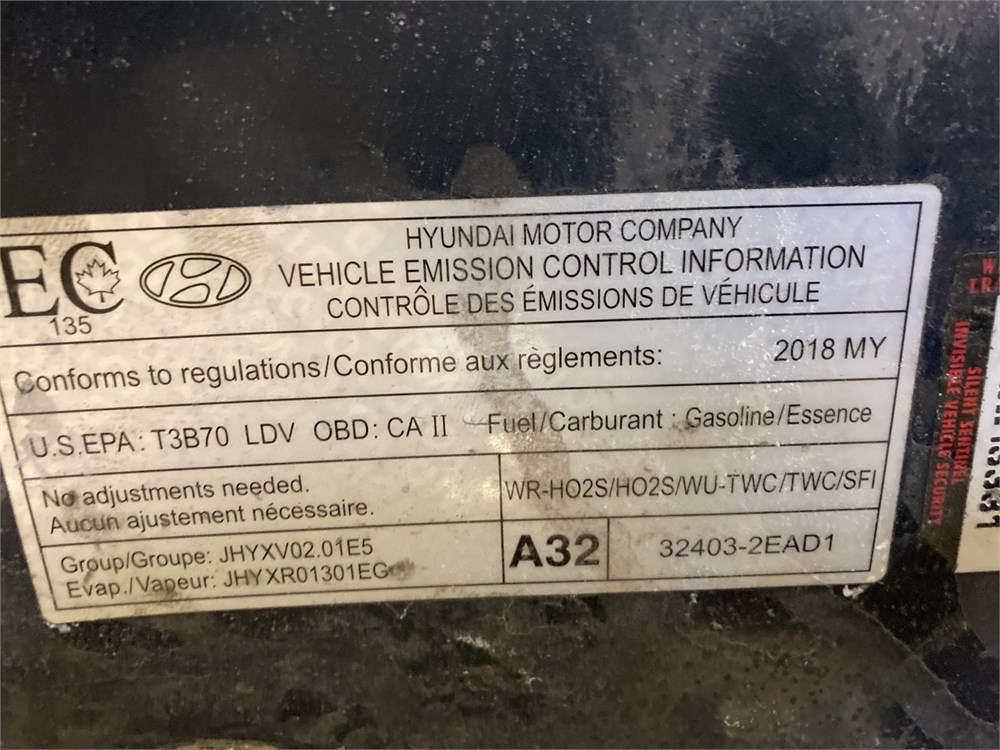 EC
135
HYUNDAI MOTOR COMPANY
VEHICLE EMISSION CONTROL INFORMATION
CONTRÔLE DES ÉMISSIONS DE VÉHICULE
Conforms to regulations/Conforme aux règlements: 2018 MY
U.S.EPA: T3B70 LDV OBD: CA II Fuel/Carburant : Gasoline/Essence
No adjustments needed.
Aucun ajustement nécessaire.
WR-HO2S/HO2S/WU-TWC/TWC/SFI
Group/Groupe: JHYXV02.01E5
Evap./Vapeur: JHYXR01301EG
A32
32403-2EAD1
SILENT SENTINEL
INVISIBLE VEHICLE SECURITY